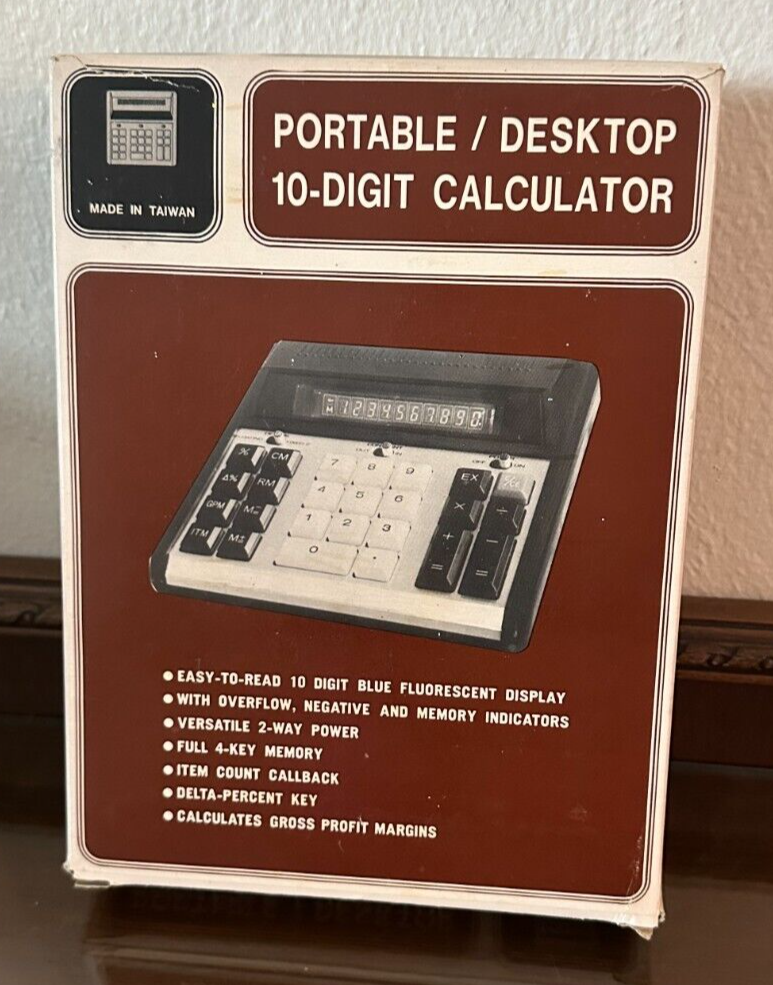 MADE IN TAIWAN
PORTABLE / DESKTOP
10-DIGIT CALCULATOR
1234567890.
% CM
Δ% RM
GPM M=
ITM M±
7 8 9
4 5 6
1 2 3
0 .
EX
× ÷
+ −
= =
● EASY-TO-READ 10 DIGIT BLUE FLUORESCENT DISPLAY
● WITH OVERFLOW, NEGATIVE AND MEMORY INDICATORS
● VERSATILE 2-WAY POWER
● FULL 4-KEY MEMORY
● ITEM COUNT CALLBACK
● DELTA-PERCENT KEY
● CALCULATES GROSS PROFIT MARGINS